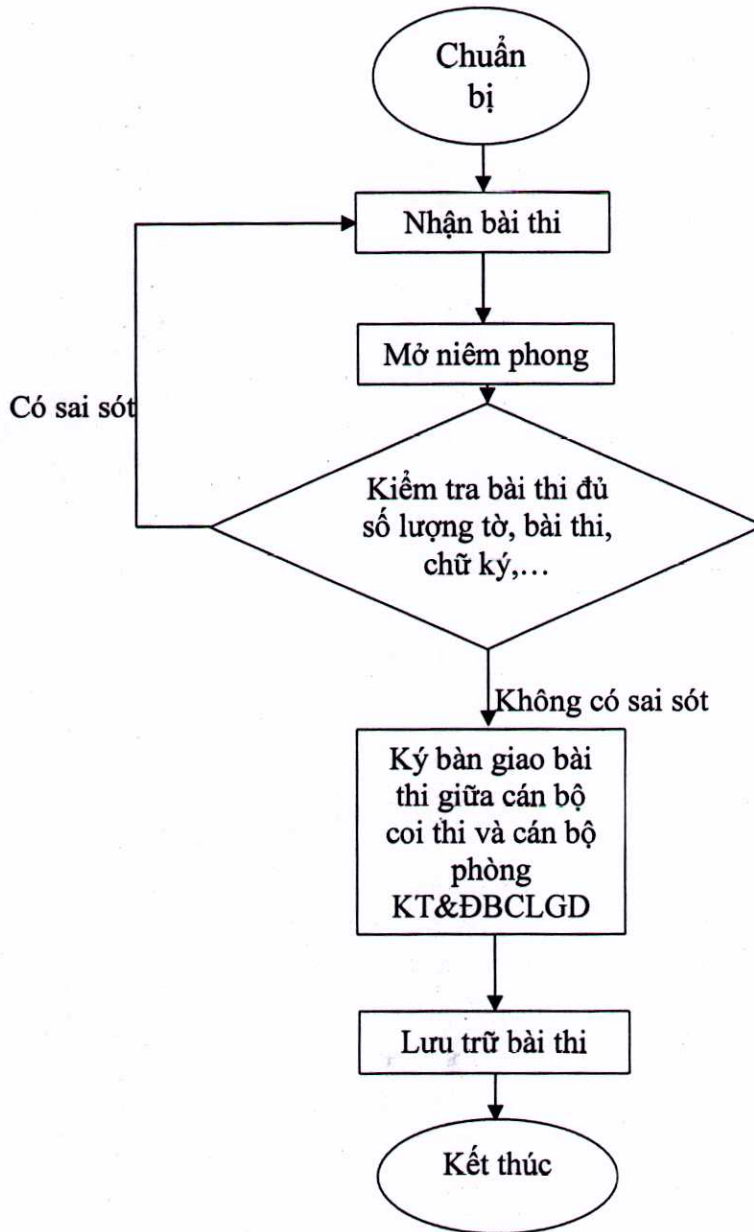 Chuẩn
bị
Nhận bài thi
Mở niêm phong
Có sai sót
Kiểm tra bài thi đủ
số lượng tờ, bài thi,
chữ ký,...
Không có sai sót
Ký bàn giao bài
thi giữa cán bộ
coi thi và cán bộ
phòng
KT&ĐBCLGD
Lưu trữ bài thi
Kết thúc